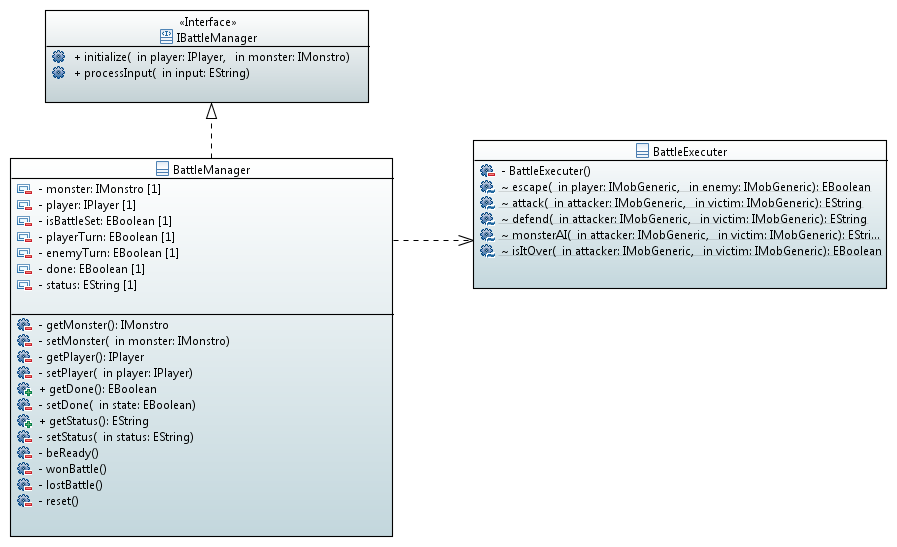 «Interface»
IBattleManager
+ initialize( in player: IPlayer, in monster: IMonstro)
+ processInput( in input: EString)
BattleManager
- monster: IMonstro [1]
- player: IPlayer [1]
- isBattleSet: EBoolean [1]
- playerTurn: EBoolean [1]
- enemyTurn: EBoolean [1]
- done: EBoolean [1]
- status: EString [1]
- getMonster(): IMonstro
- setMonster( in monster: IMonstro)
- getPlayer(): IPlayer
- setPlayer( in player: IPlayer)
+ getDone(): EBoolean
- setDone( in state: EBoolean)
+ getStatus(): EString
- setStatus( in status: EString)
- beReady()
- wonBattle()
- lostBattle()
- reset()
BattleExecuter
- BattleExecuter()
~ escape( in player: IMobGeneric, in enemy: IMobGeneric): EBoolean
~ attack( in attacker: IMobGeneric, in victim: IMobGeneric): EString
~ defend( in attacker: IMobGeneric, in victim: IMobGeneric): EString
~ monsterAI( in attacker: IMobGeneric, in victim: IMobGeneric): EStri...
~ isItOver( in attacker: IMobGeneric, in victim: IMobGeneric): EBoolean